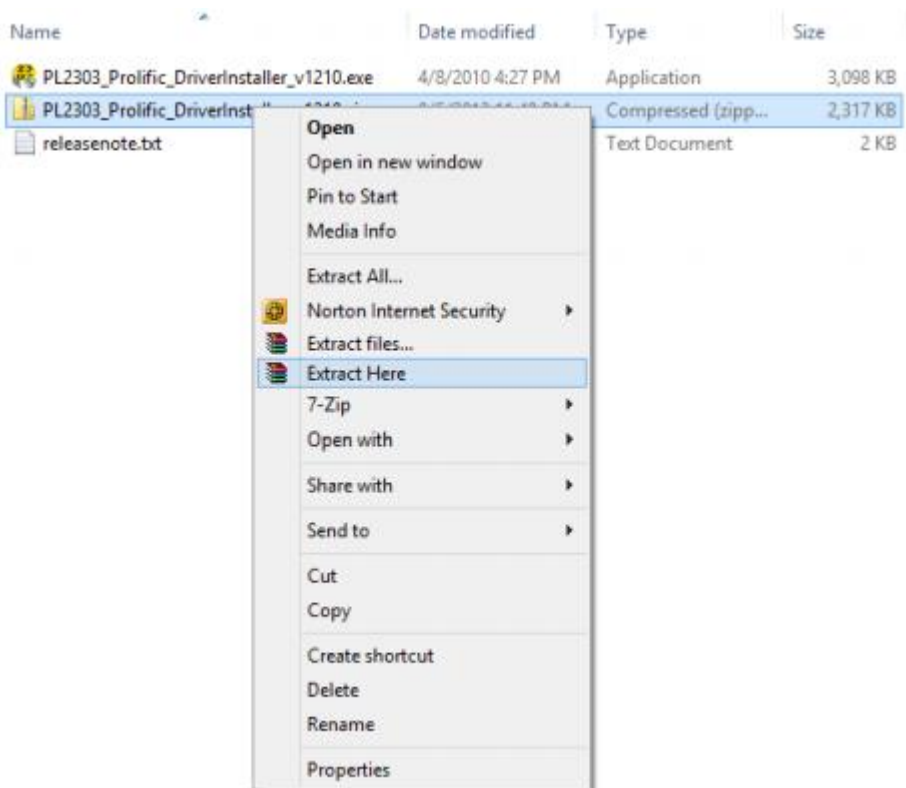 Name Date modified Type Size
PL2303_Prolific_DriverInstaller_v1210.exe 4/8/2010 4:27 PM Application 3,098 KB
PL2303_Prolific_DriverInst Compressed (zipp... 2,317 KB
releasenote.txt Text Document 2 KB
Open
Open in new window
Pin to Start
Media Info
Extract All...
Norton Internet Security
Extract files...
Extract Here
7-Zip
Open with
Share with
Send to
Cut
Copy
Create shortcut
Delete
Rename
Properties